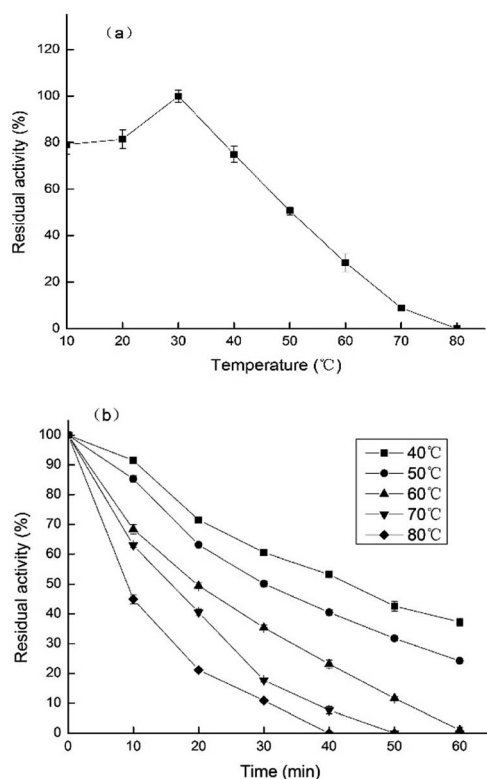 （a）
120
100
80
60
40
20
0
Residual activity (%)
10 20 30 40 50 60 70 80
Temperature (℃)
（b）
100
90
80
70
60
50
40
30
20
10
0
Residual activity (%)
40℃
50℃
60℃
70℃
80℃
0 10 20 30 40 50 60
Time (min)